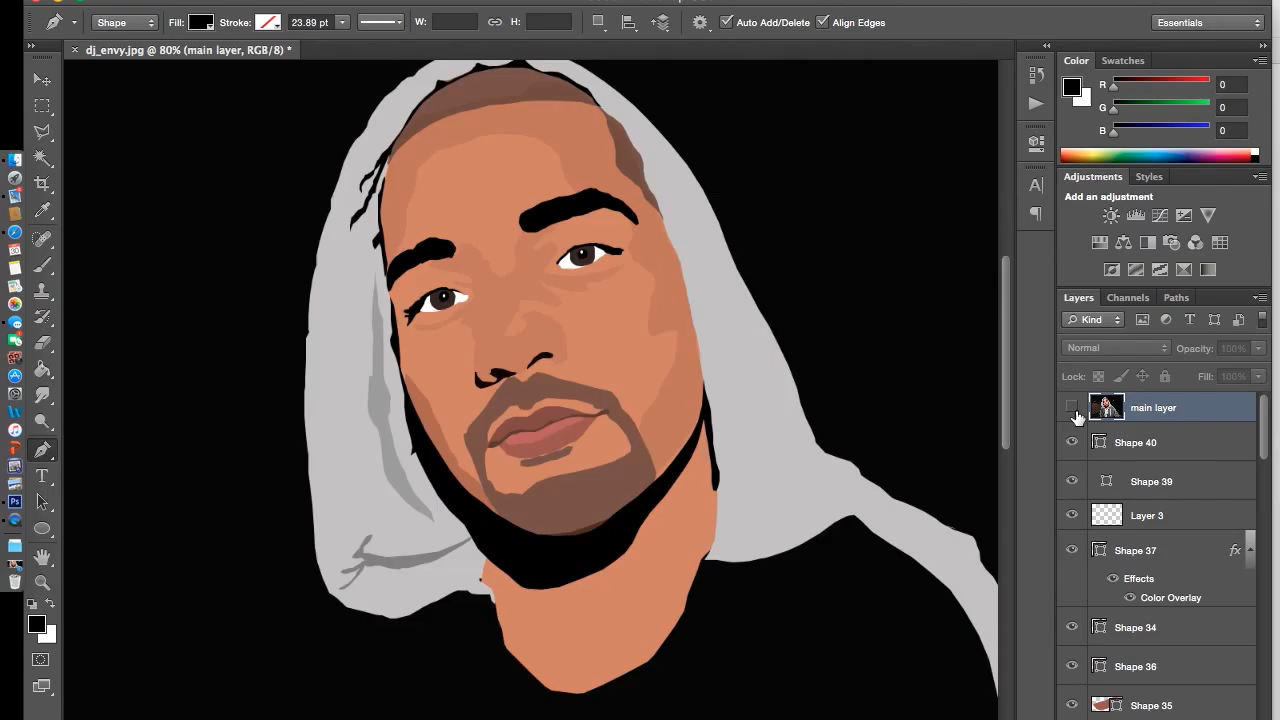 Shape Fill: Stroke: 23.89 pt W: H: Auto Add/Delete Align Edges Essentials
× dj_envy.jpg @ 80% (main layer, RGB/8) *
Color Swatches
R 0
G 0
B 0
Adjustments Styles
Add an adjustment
Layers Channels Paths
Kind T
Normal Opacity: 100%
Lock: Fill: 100%
main layer
Shape 40
Shape 39
Layer 3
Shape 37 fx
Effects
Color Overlay
Shape 34
Shape 36
Shape 35